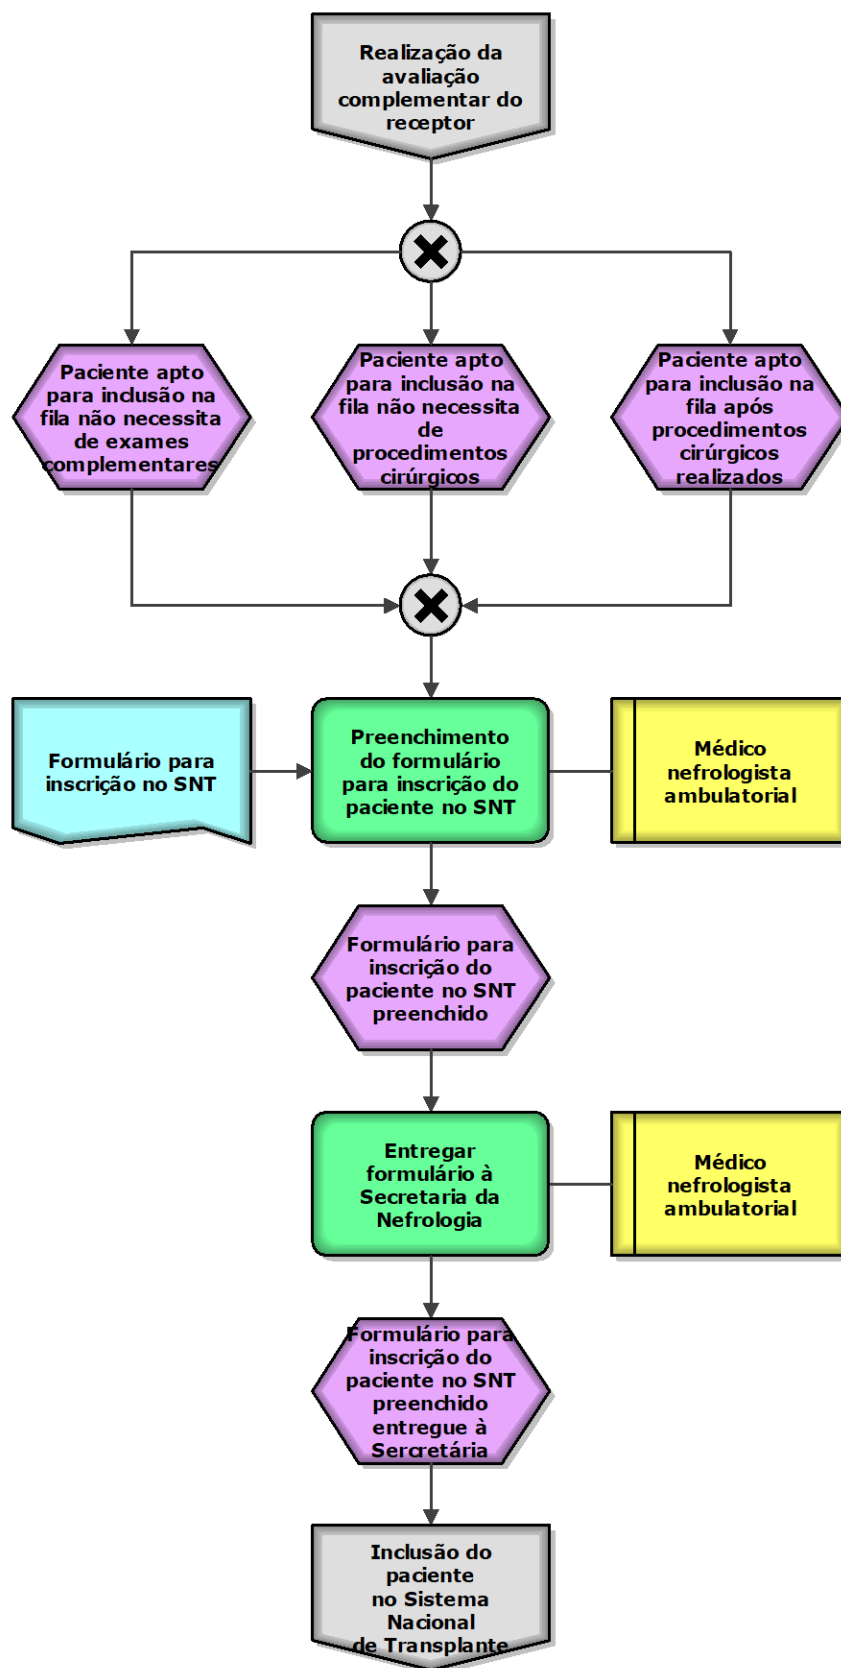 Realização da
avaliação
complementar do
receptor
Paciente apto
para inclusão na
fila não necessita
de exames
complementares
Paciente apto
para inclusão na
fila não necessita
de
procedimentos
cirúrgicos
Paciente apto
para inclusão na
fila após
procedimentos
cirúrgicos
realizados
Formulário para
inscrição no SNT
Preenchimento
do formulário
para inscrição do
paciente no SNT
Médico
nefrologista
ambulatorial
Formulário para
inscrição do
paciente no SNT
preenchido
Entregar
formulário à
Secretaria da
Nefrologia
Médico
nefrologista
ambulatorial
Formulário para
inscrição do
paciente no SNT
preenchido
entregue à
Sercretária
Inclusão do
paciente
no Sistema
Nacional
de Transplante